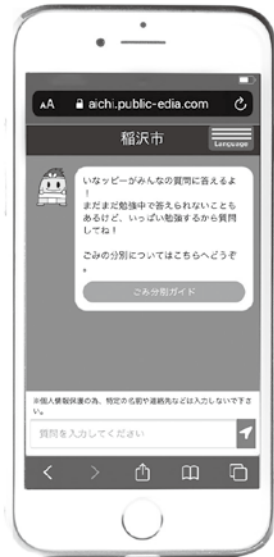 AA aichi.public-edia.com
稲沢市
Language
いなッピーがみんなの質問に答えるよ
！
まだまだ勉強中で答えられないことも
あるけど、いっぱい勉強するから質問
してね！
ごみの分別についてはこちらへどうぞ
。
ごみ分別ガイド
※個人情報保護の為、特定の名前や連絡先などは入力しないで下さ
い。
質問を入力してください